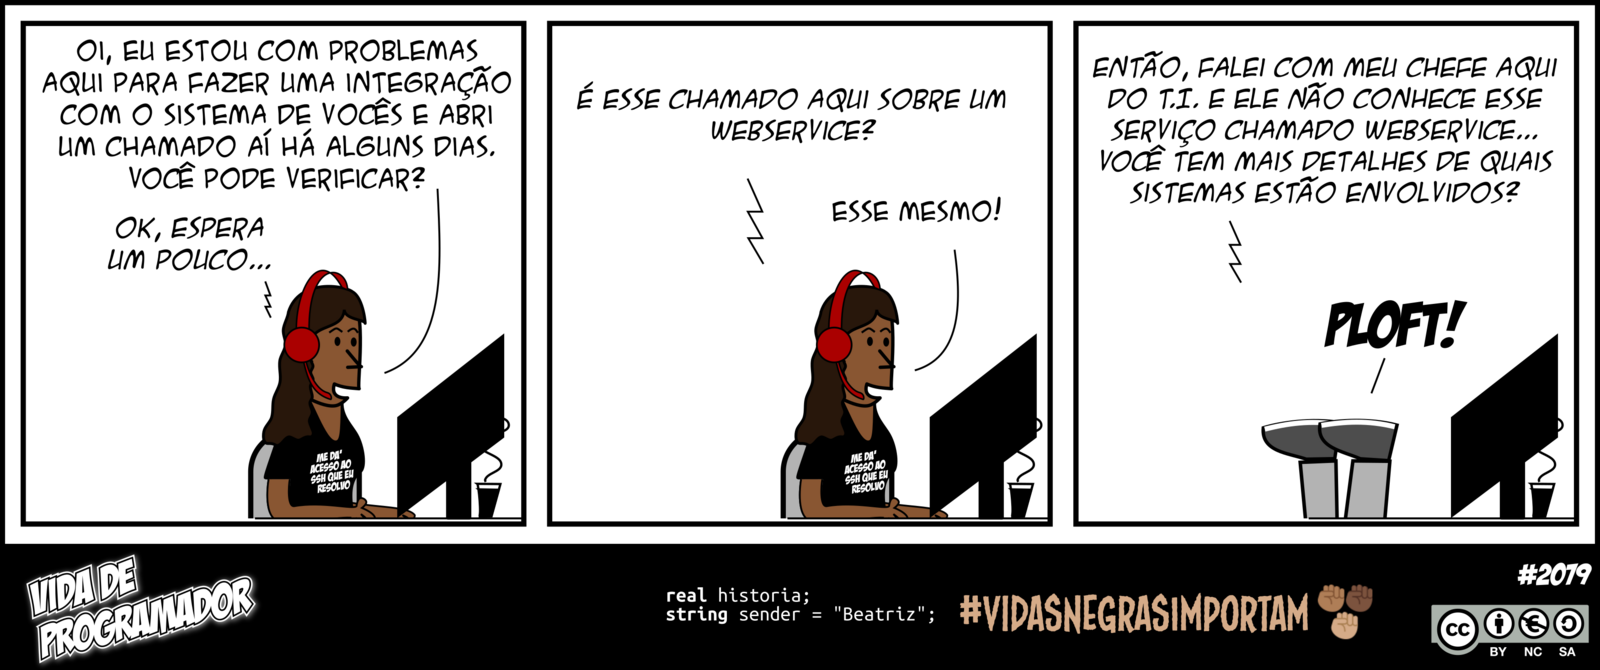 OI, EU ESTOU COM PROBLEMAS
AQUI PARA FAZER UMA INTEGRAÇÃO
COM O SISTEMA DE VOCÊS E ABRI
UM CHAMADO AÍ HÁ ALGUNS DIAS.
VOCÊ PODE VERIFICAR?
OK, ESPERA
UM POUCO...
ME DA'
ACESSO AO
SSH QUE EU
RESOLVO
É ESSE CHAMADO AQUI SOBRE UM
WEBSERVICE?
ESSE MESMO!
ME DA'
ACESSO AO
SSH QUE EU
RESOLVO
ENTÃO, FALEI COM MEU CHEFE AQUI
DO T.I. E ELE NÃO CONHECE ESSE
SERVIÇO CHAMADO WEBSERVICE...
VOCÊ TEM MAIS DETALHES DE QUAIS
SISTEMAS ESTÃO ENVOLVIDOS?
PLOFT!
VIDA DE
PROGRAMADOR
real historia;
string sender = "Beatriz";
#VIDASNEGRASIMPORTAM
#2079
cc
BY NC SA